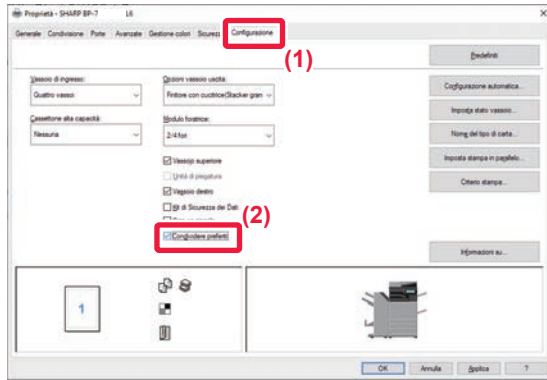 Proprietà - SHARP BP-7 L6
Generale Condivisione Porte Avanzate Gestione colori Sicurezza Configurazione
(1)
Predefiniti
Vassoio di ingresso:
Quattro vassoi
Opzioni vassoio uscita:
Finitore con cucitrice(Stacker gran
Configurazione automatica...
Imposta stato vassoio...
Cassettone alta capacità:
Nessuna
Modulo foratrice:
2/4 fori
Nome del tipo di carta...
Imposta stampa in parallelo...
Vassoio superiore
Unità di piegatura
Criterio stampa...
Vassoio destro
Kit di Sicurezza dei Dati
(2)
Condividere preferiti
Informazioni su...
1
OK Annulla Applica ?